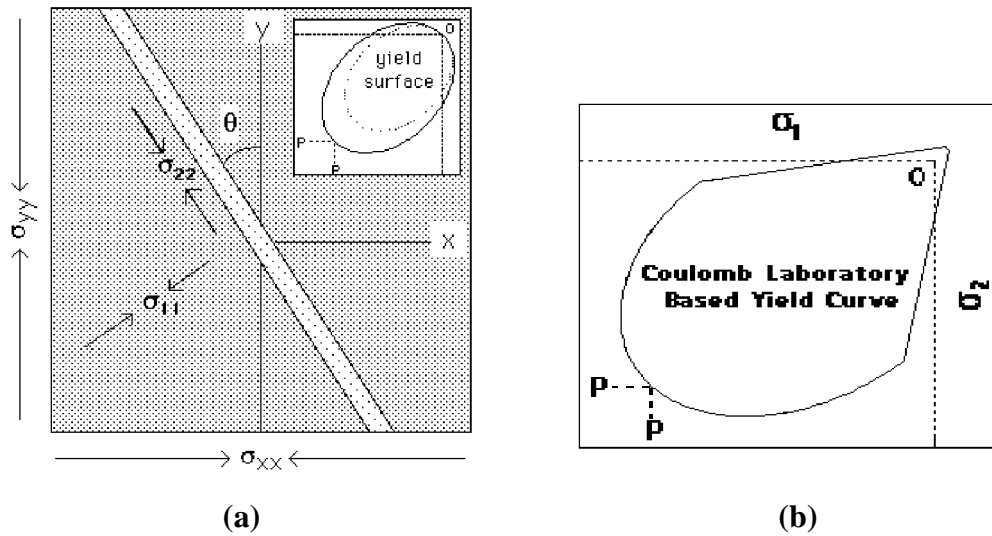 y
O
yield
surface
P
P
θ
σ22
x
σ11
σyy
σxx
(a)
σ1
O
Coulomb Laboratory
Based Yield Curve
σ2
P
P
(b)